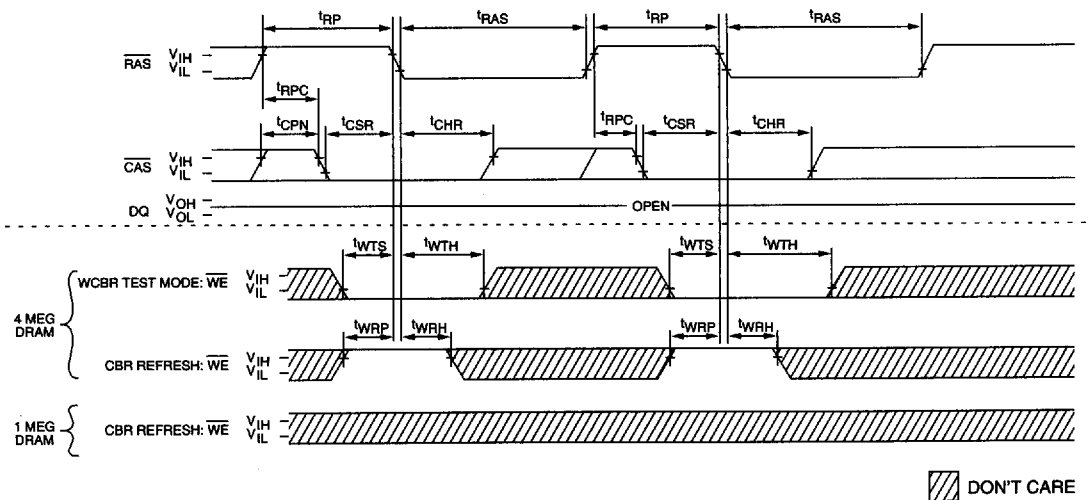 tRP tRAS tRP tRAS
RAS VIH
VIL
tRPC
tCPN tCSR tCHR tRPC tCSR tCHR
CAS VIH
VIL
DQ VOH
VOL
OPEN
tWTS tWTH tWTS tWTH
4 MEG
DRAM
WCBR TEST MODE: WE VIH
VIL
tWRP tWRH tWRP tWRH
CBR REFRESH: WE VIH
VIL
1 MEG
DRAM
CBR REFRESH: WE VIH
VIL
DON'T CARE